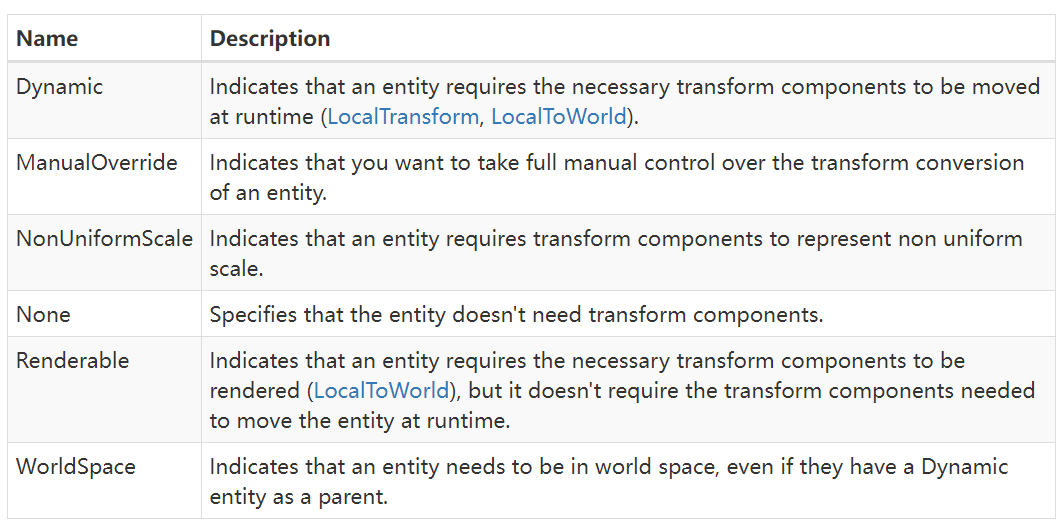 Name Description
Dynamic Indicates that an entity requires the necessary transform components to be moved
at runtime (LocalTransform, LocalToWorld).
ManualOverride Indicates that you want to take full manual control over the transform conversion
of an entity.
NonUniformScale Indicates that an entity requires transform components to represent non uniform
scale.
None Specifies that the entity doesn't need transform components.
Renderable Indicates that an entity requires the necessary transform components to be
rendered (LocalToWorld), but it doesn't require the transform components needed
to move the entity at runtime.
WorldSpace Indicates that an entity needs to be in world space, even if they have a Dynamic
entity as a parent.